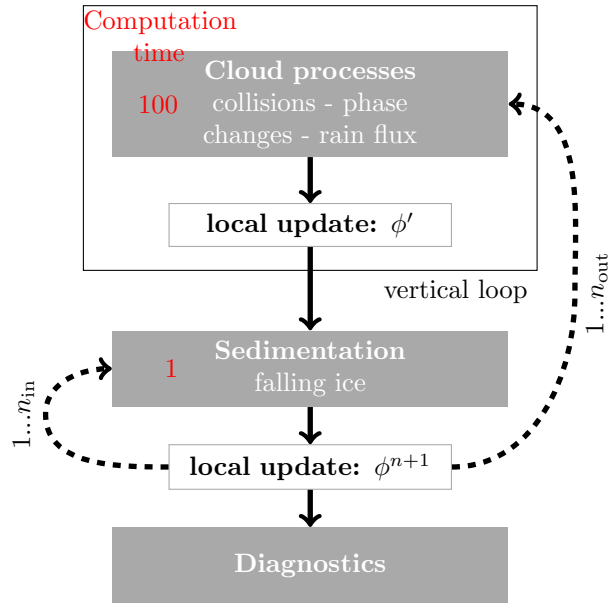 Computation
time
Cloud processes
100
collisions - phase
changes - rain flux
local update: ϕ′
vertical loop
1...n_out
Sedimentation
1
falling ice
1...n_in
local update: ϕⁿ⁺¹
Diagnostics